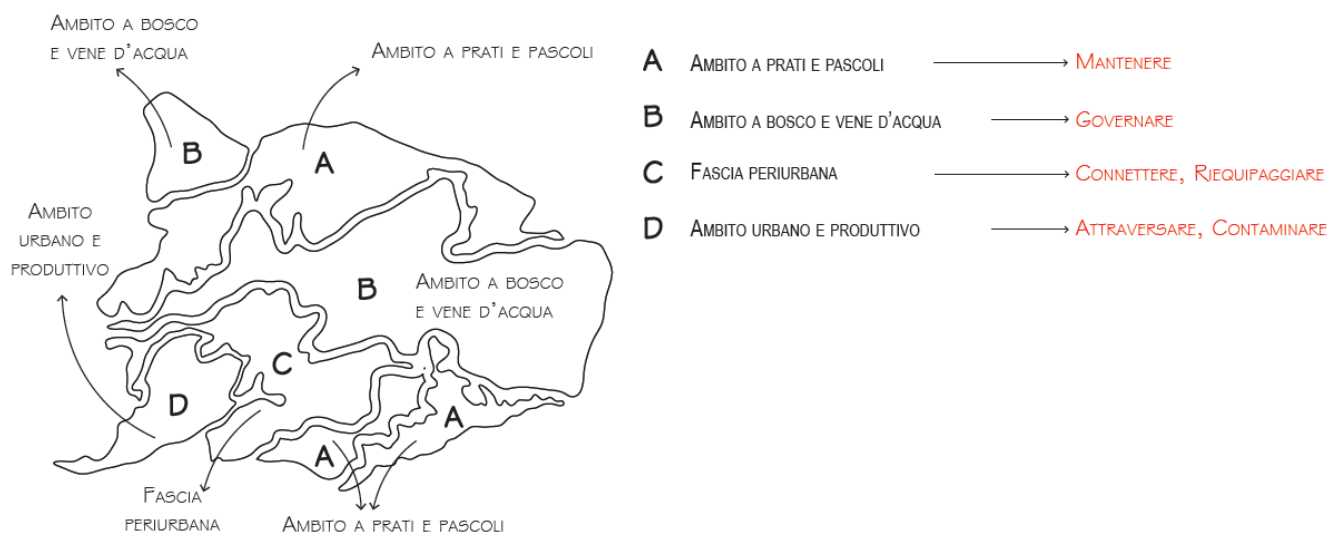 Ambito a bosco
e vene d'acqua
Ambito a prati e pascoli
B
A
Ambito
urbano e
produttivo
B
Ambito a bosco
e vene d'acqua
C
D
A
A
Fascia
periurbana
Ambito a prati e pascoli
A Ambito a prati e pascoli Mantenere
B Ambito a bosco e vene d'acqua Governare
C Fascia periurbana Connettere, Riequipaggiare
D Ambito urbano e produttivo Attraversare, Contaminare